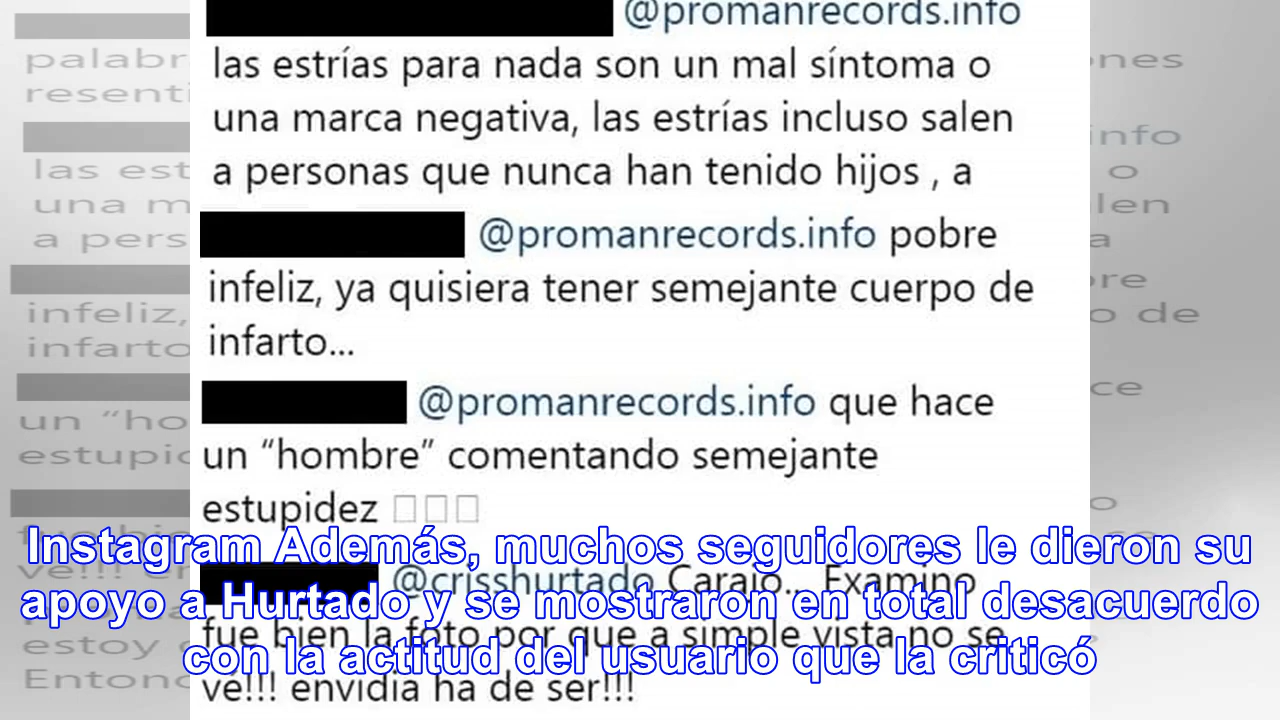 @promanrecords.info
las estrías para nada son un mal síntoma o
una marca negativa, las estrías incluso salen
a personas que nunca han tenido hijos , a
@promanrecords.info pobre
infeliz, ya quisiera tener semejante cuerpo de
infarto...
@promanrecords.info que hace
un “hombre” comentando semejante
estupidez
@crisshurtado Carajo... Examino
fue bien la foto por que a simple vista no se
ve!!! envidia ha de ser!!!
Instagram Además, muchos seguidores le dieron su
apoyo a Hurtado y se mostraron en total desacuerdo
con la actitud del usuario que la criticó